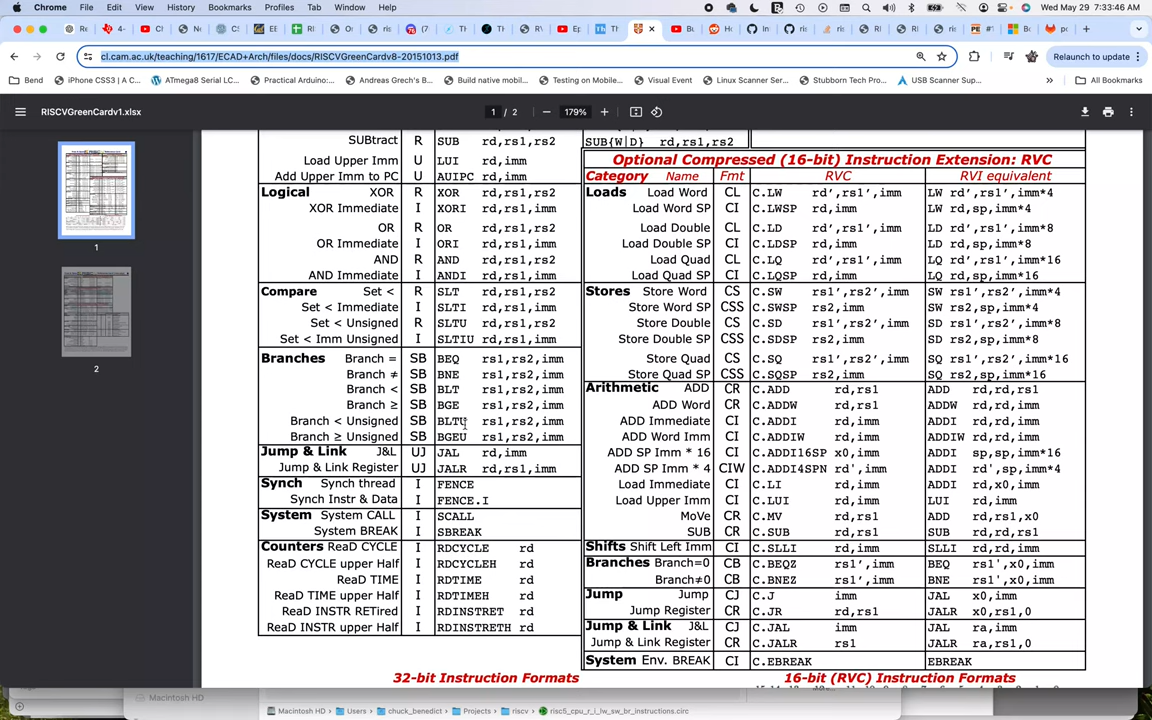 Chrome File Edit View History Bookmarks Profiles Tab Window Help
Wed May 29 7:33:46 AM
cl.cam.ac.uk/teaching/1617/ECAD+Arch/files/docs/RISCVGreenCardv8-20151013.pdf
Relaunch to update
Bend
iPhone CSS3 | A C...
ATmega8 Serial LC...
Practical Arduino:...
Andreas Grech's B...
Build native mobil...
Testing on Mobile...
Visual Event
Linux Scanner Ser...
Stubborn Tech Pro...
USB Scanner Sup...
All Bookmarks
RISCVGreenCardv1.xlsx
1 / 2
179%
1
2
SUBtract R SUB rd,rs1,rs2
Load Upper Imm U LUI rd,imm
Add Upper Imm to PC U AUIPC rd,imm
Logical XOR R XOR rd,rs1,rs2
XOR Immediate I XORI rd,rs1,imm
OR R OR rd,rs1,rs2
OR Immediate I ORI rd,rs1,imm
AND R AND rd,rs1,rs2
AND Immediate I ANDI rd,rs1,imm
Compare Set < R SLT rd,rs1,rs2
Set < Immediate I SLTI rd,rs1,imm
Set < Unsigned R SLTU rd,rs1,rs2
Set < Imm Unsigned I SLTIU rd,rs1,imm
Branches Branch = SB BEQ rs1,rs2,imm
Branch ≠ SB BNE rs1,rs2,imm
Branch < SB BLT rs1,rs2,imm
Branch ≥ SB BGE rs1,rs2,imm
Branch < Unsigned SB BLTU rs1,rs2,imm
Branch ≥ Unsigned SB BGEU rs1,rs2,imm
Jump & Link J&L UJ JAL rd,imm
Jump & Link Register UJ JALR rd,rs1,imm
Synch Synch thread I FENCE
Synch Instr & Data I FENCE.I
System System CALL I SCALL
System BREAK I SBREAK
Counters ReaD CYCLE I RDCYCLE rd
ReaD CYCLE upper Half I RDCYCLEH rd
ReaD TIME I RDTIME rd
ReaD TIME upper Half I RDTIMEH rd
ReaD INSTR RETired I RDINSTRET rd
ReaD INSTR upper Half I RDINSTRETH rd
32-bit Instruction Formats
SUB{W|D} rd,rs1,rs2
Optional Compressed (16-bit) Instruction Extension: RVC
Category Name Fmt RVC RVI equivalent
Loads Load Word CL C.LW rd',rs1',imm LW rd',rs1',imm*4
Load Word SP CI C.LWSP rd,imm LW rd,sp,imm*4
Load Double CL C.LD rd',rs1',imm LD rd',rs1',imm*8
Load Double SP CI C.LDSP rd,imm LD rd,sp,imm*8
Load Quad CL C.LQ rd',rs1',imm LQ rd',rs1',imm*16
Load Quad SP CI C.LQSP rd,imm LQ rd,sp,imm*16
Stores Store Word CS C.SW rs1',rs2',imm SW rs1',rs2',imm*4
Store Word SP CSS C.SWSP rs2,imm SW rs2,sp,imm*4
Store Double CS C.SD rs1',rs2',imm SD rs1',rs2',imm*8
Store Double SP CSS C.SDSP rs2,imm SD rs2,sp,imm*8
Store Quad CS C.SQ rs1',rs2',imm SQ rs1',rs2',imm*16
Store Quad SP CSS C.SQSP rs2,imm SQ rs2,sp,imm*16
Arithmetic ADD CR C.ADD rd,rs1 ADD rd,rd,rs1
ADD Word CR C.ADDW rd,rs1 ADDW rd,rd,imm
ADD Immediate CI C.ADDI rd,imm ADDI rd,rd,imm
ADD Word Imm CI C.ADDIW rd,imm ADDIW rd,rd,imm
ADD SP Imm * 16 CI C.ADDI16SP x0,imm ADDI sp,sp,imm*16
ADD SP Imm * 4 CIW C.ADDI4SPN rd',imm ADDI rd',sp,imm*4
Load Immediate CI C.LI rd,imm ADDI rd,x0,imm
Load Upper Imm CI C.LUI rd,imm LUI rd,imm
MoVe CR C.MV rd,rs1 ADD rd,rs1,x0
SUB CR C.SUB rd,rs1 SUB rd,rd,rs1
Shifts Shift Left Imm CI C.SLLI rd,imm SLLI rd,rd,imm
Branches Branch=0 CB C.BEQZ rs1',imm BEQ rs1',x0,imm
Branch≠0 CB C.BNEZ rs1',imm BNE rs1',x0,imm
Jump Jump CJ C.J imm JAL x0,imm
Jump Register CR C.JR rd,rs1 JALR x0,rs1,0
Jump & Link J&L CJ C.JAL imm JAL ra,imm
Jump & Link Register CR C.JALR rs1 JALR ra,rs1,0
System Env. BREAK CI C.EBREAK EBREAK
16-bit (RVC) Instruction Formats
Macintosh HD
Macintosh HD Users chuck_benedict Projects riscv risc5_cpu_r_i_lw_sw_br_instructions.circ